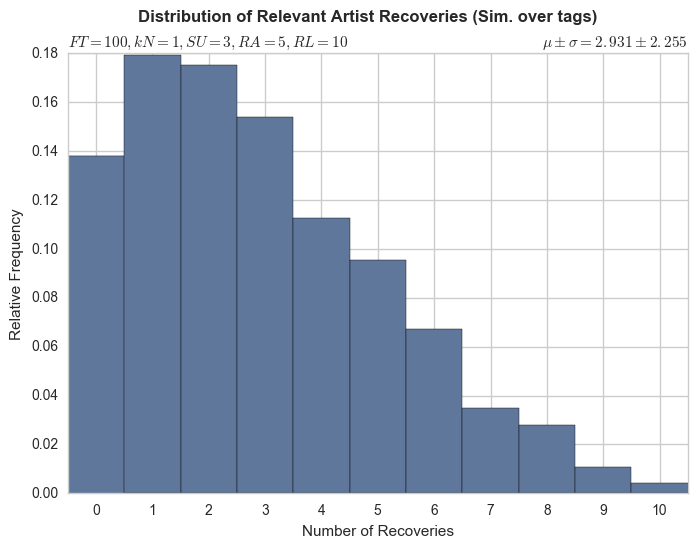 Distribution of Relevant Artist Recoveries (Sim. over tags)
FT = 100, kN = 1, SU = 3, RA = 5, RL = 10
μ ± σ = 2.931 ± 2.255
0.18
0.16
0.14
0.12
0.10
0.08
0.06
0.04
0.02
0.00
Relative Frequency
0 1 2 3 4 5 6 7 8 9 10
Number of Recoveries